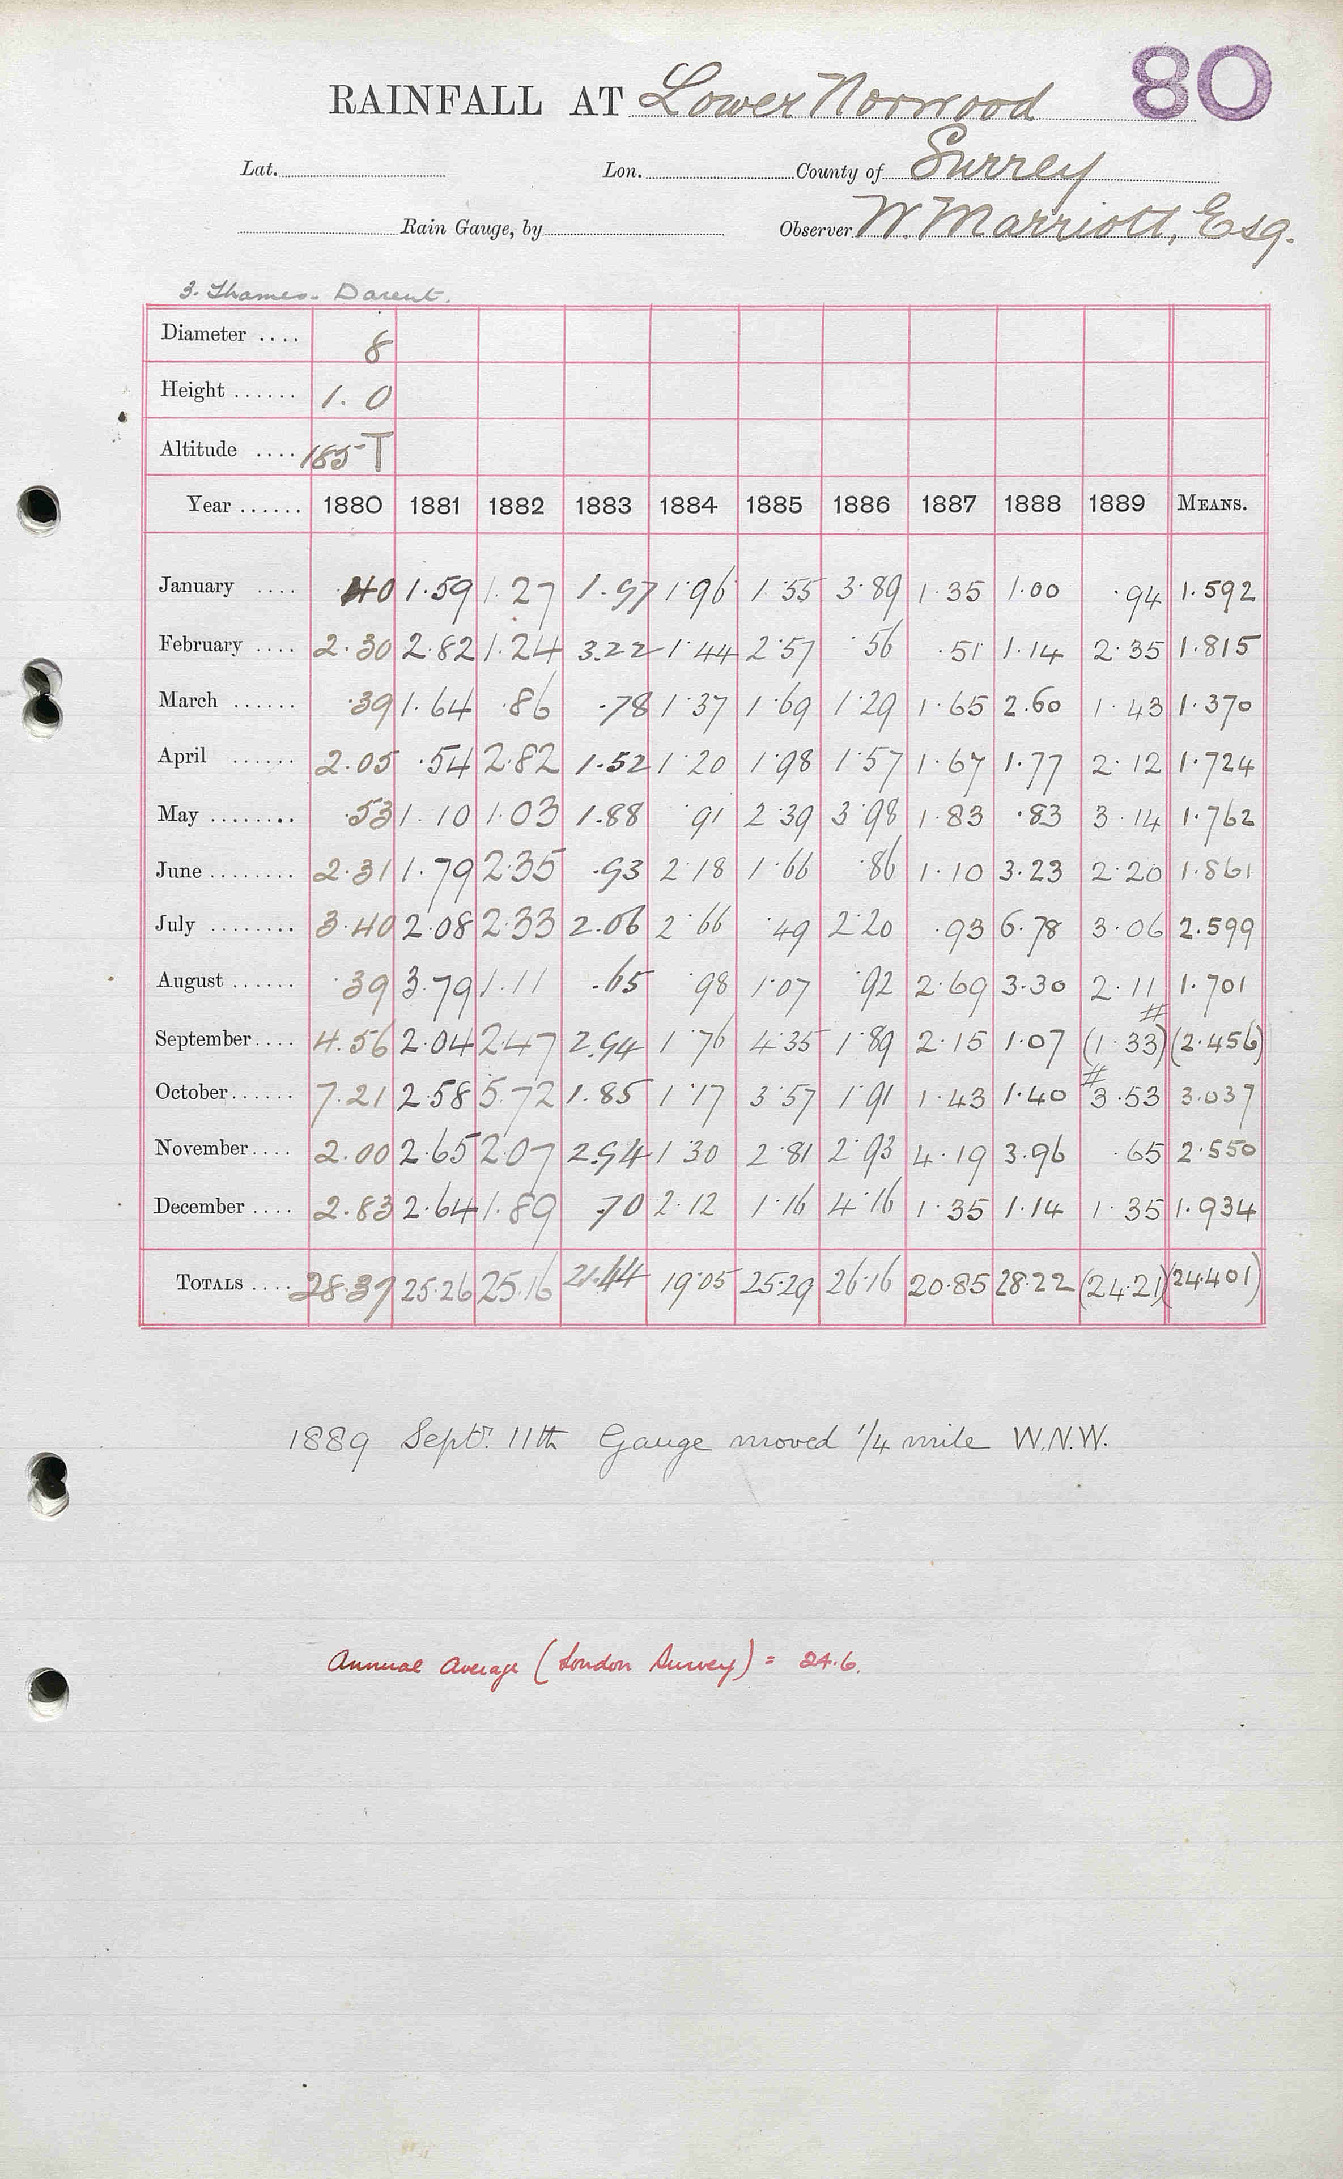 80
RAINFALL AT Lower Norwood
Lat. Lon. County of Surrey
Rain Gauge, by Observer W. Marriott, Esq.
3. Thames. Darent.
Diameter .... 8
Height ...... 1. 0
Altitude .... 185 T
Year ...... 1880 1881 1882 1883 1884 1885 1886 1887 1888 1889 MEANS.
January .... .40 1.59 1.27 1.97 1.96 1.55 3.89 1.35 1.00 .94 1.592
February .... 2.30 2.82 1.24 3.22 1.44 2.57 .56 .51 1.14 2.35 1.815
March ...... .39 1.64 .86 .78 1.37 1.69 1.29 1.65 2.60 1.43 1.370
April ...... 2.05 .54 2.82 1.52 1.20 1.98 1.57 1.67 1.77 2.12 1.724
May ........ .53 1.10 1.03 1.88 .91 2.39 3.98 1.83 .83 3.14 1.762
June ........ 2.31 1.79 2.35 .93 2.18 1.66 .86 1.10 3.23 2.20 1.861
July ........ 3.40 2.08 2.33 2.06 2.66 .49 2.20 .93 6.78 3.06 2.599
August ...... .39 3.79 1.11 .65 .98 1.07 .92 2.69 3.30 2.11 1.701
September .... 4.56 2.04 2.47 2.94 1.76 4.35 1.89 2.15 1.07 (1.33)# (2.456)
October ...... 7.21 2.58 5.72 1.85 1.17 3.57 1.91 1.43 1.40 #3.53 3.037
November .... 2.00 2.65 2.07 2.94 1.30 2.81 2.93 4.19 3.96 .65 2.550
December .... 2.83 2.64 1.89 .70 2.12 1.16 4.16 1.35 1.14 1.35 1.934
TOTALS .... 28.37 25.26 25.16 21.44 19.05 25.29 26.16 20.85 28.22 (24.21) (24.401)
1889 Septr. 11th Gauge moved 1/4 mile W.N.W.
Annual Average (London Survey) = 24.6.